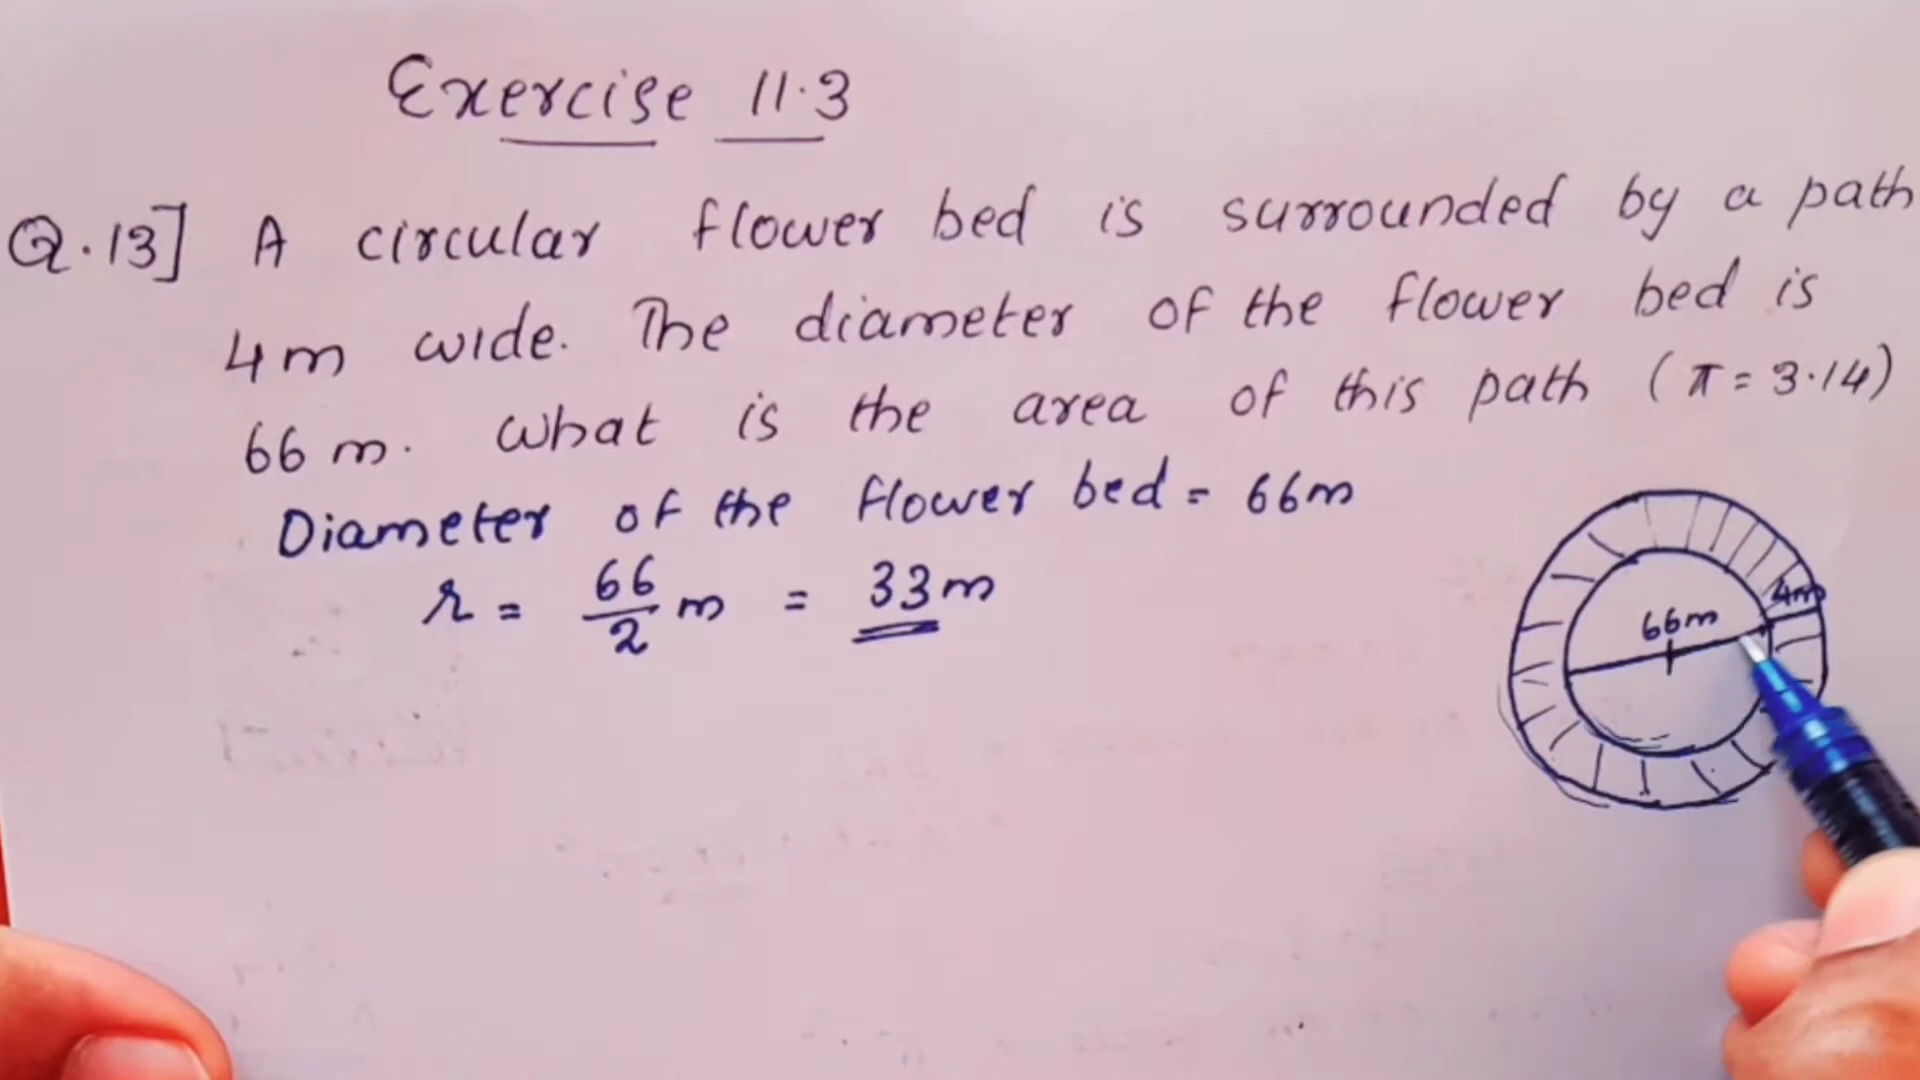 Exercise 11.3
Q.13] A circular flower bed is surrounded by a path
4m wide. The diameter of the flower bed is
66 m. what is the area of this path (π = 3.14)
Diameter of the flower bed = 66m
r = 66/2 m = 33m
66m
4m